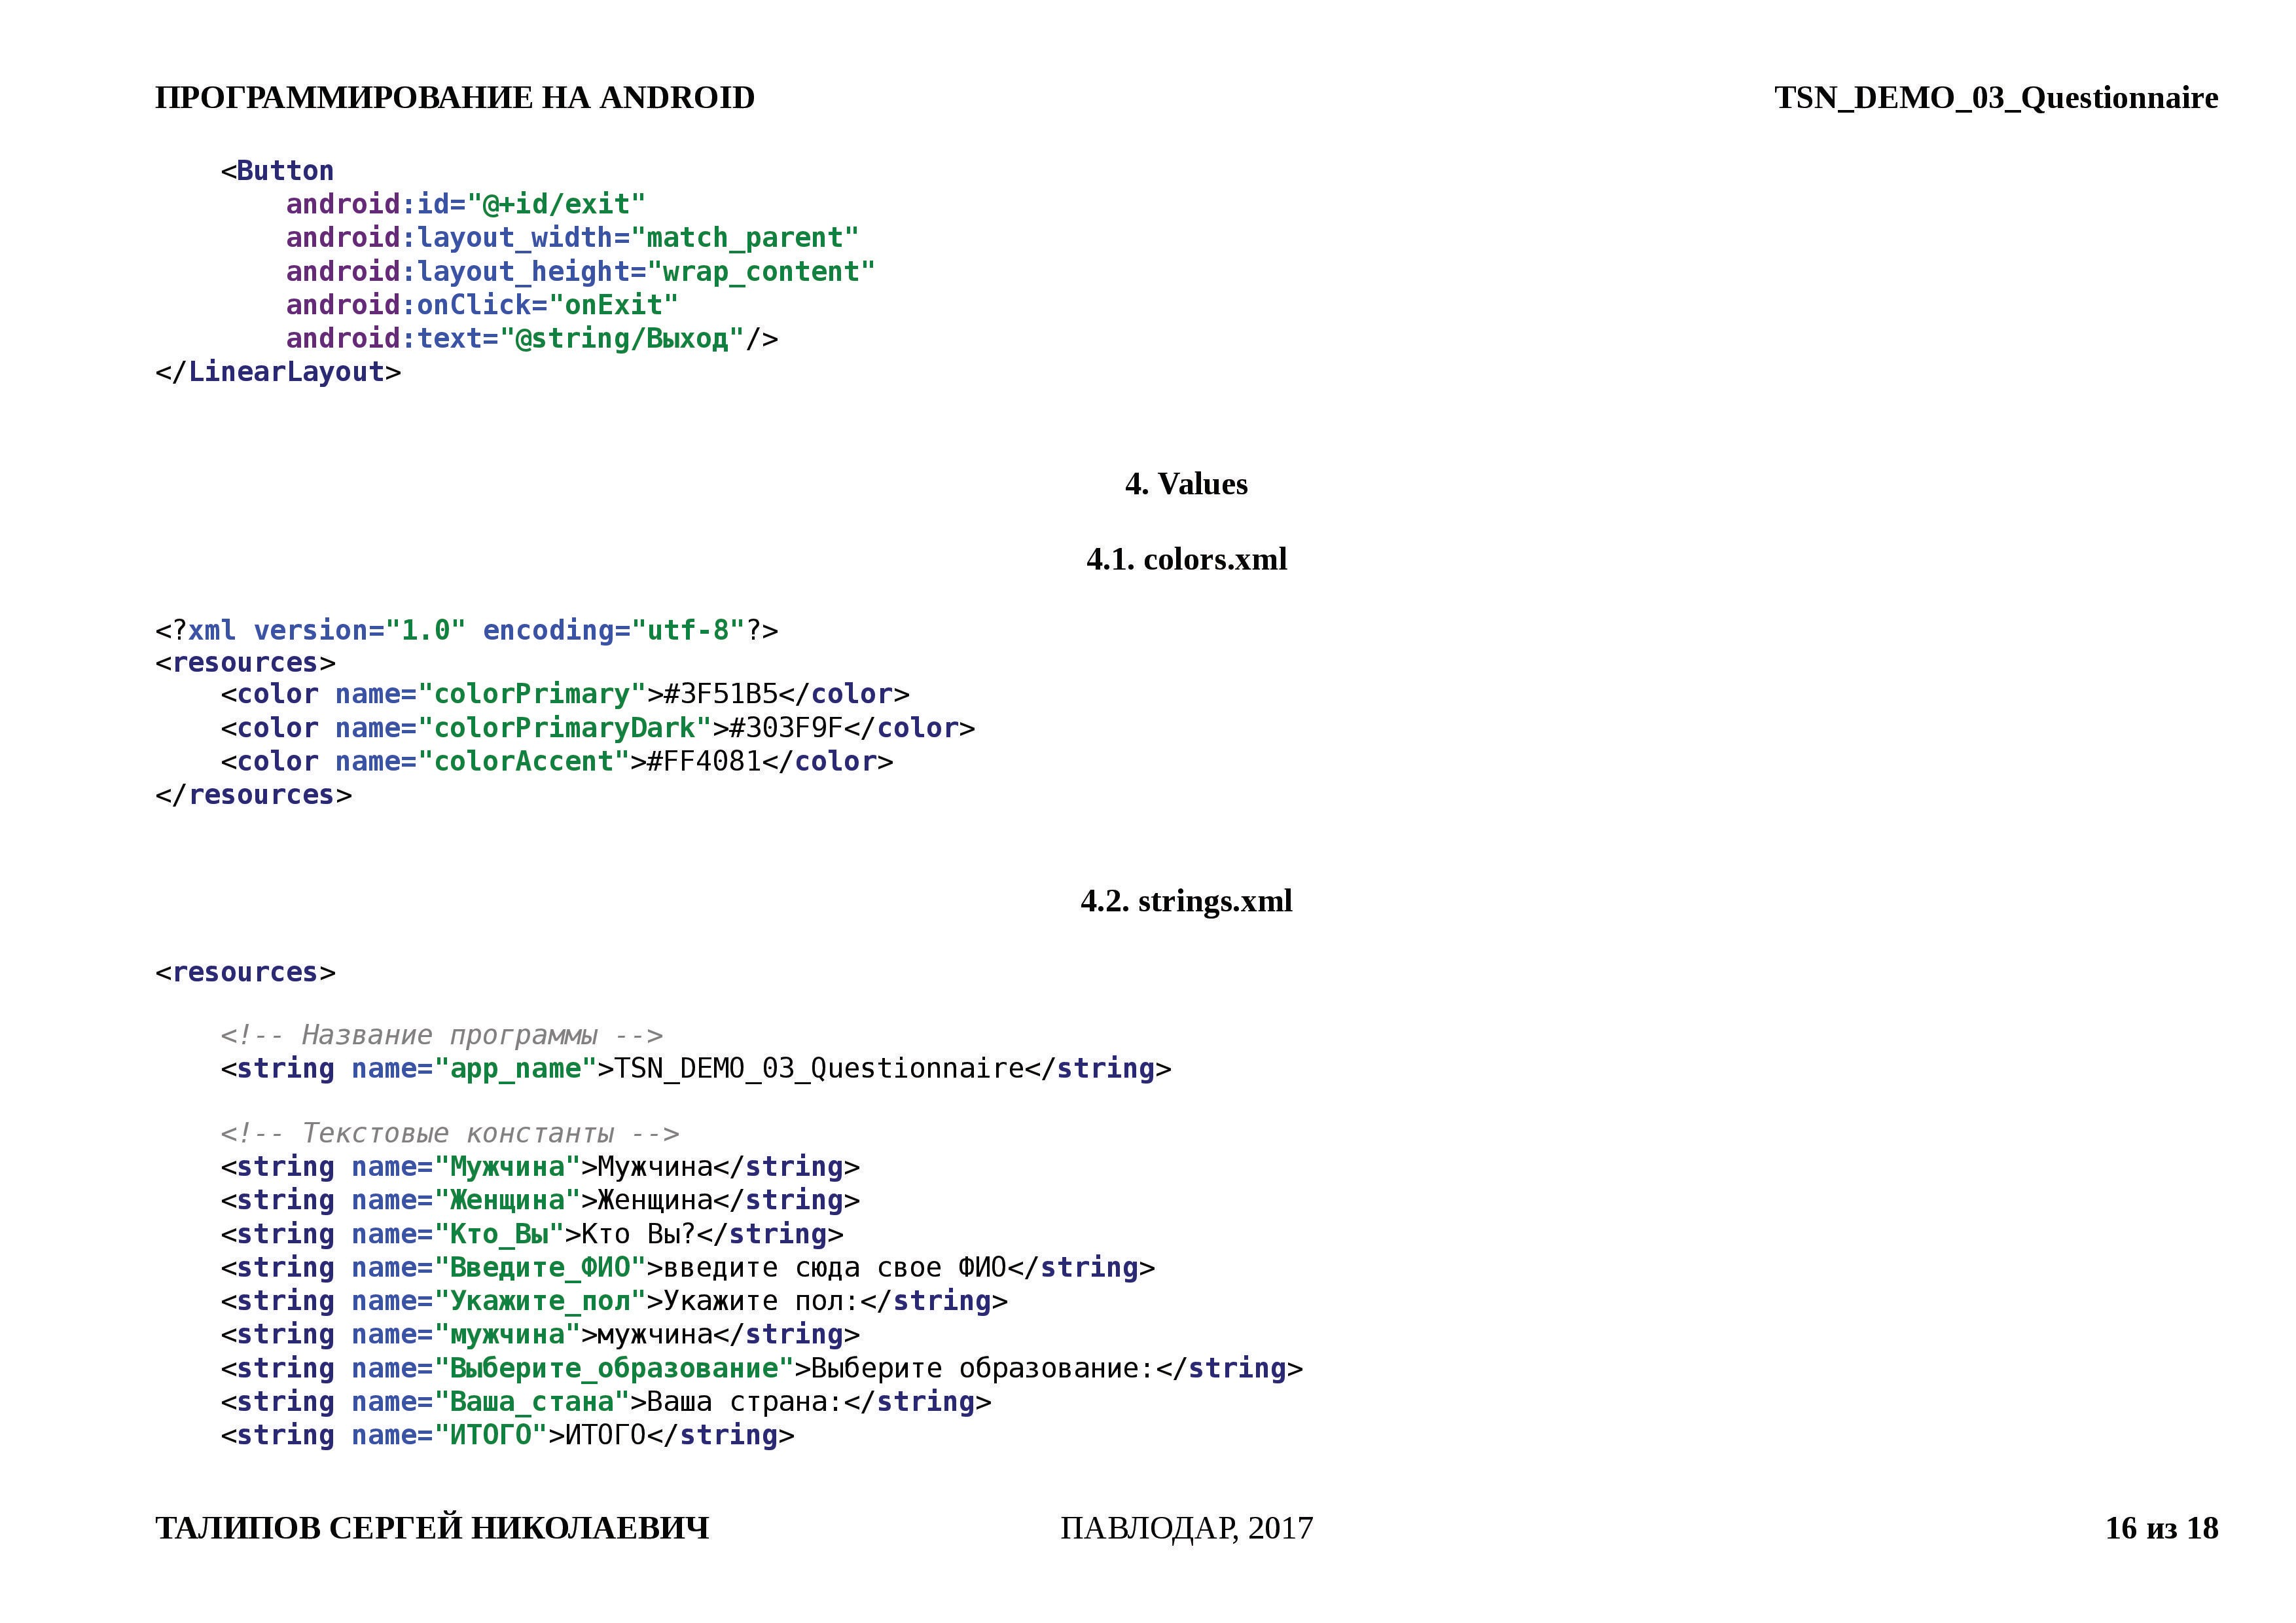 ПРОГРАММИРОВАНИЕ НА ANDROID TSN_DEMO_03_Questionnaire
    <Button
        android:id="@+id/exit"
        android:layout_width="match_parent"
        android:layout_height="wrap_content"
        android:onClick="onExit"
        android:text="@string/Выход"/>
</LinearLayout>
4. Values
4.1. colors.xml
<?xml version="1.0" encoding="utf-8"?>
<resources>
    <color name="colorPrimary">#3F51B5</color>
    <color name="colorPrimaryDark">#303F9F</color>
    <color name="colorAccent">#FF4081</color>
</resources>
4.2. strings.xml
<resources>
    <!-- Название программы -->
    <string name="app_name">TSN_DEMO_03_Questionnaire</string>
    <!-- Текстовые константы -->
    <string name="Мужчина">Мужчина</string>
    <string name="Женщина">Женщина</string>
    <string name="Кто_Вы">Кто Вы?</string>
    <string name="Введите_ФИО">введите сюда свое ФИО</string>
    <string name="Укажите_пол">Укажите пол:</string>
    <string name="мужчина">мужчина</string>
    <string name="Выберите_образование">Выберите образование:</string>
    <string name="Ваша_стана">Ваша страна:</string>
    <string name="ИТОГО">ИТОГО</string>
ТАЛИПОВ СЕРГЕЙ НИКОЛАЕВИЧ ПАВЛОДАР, 2017 16 из 18